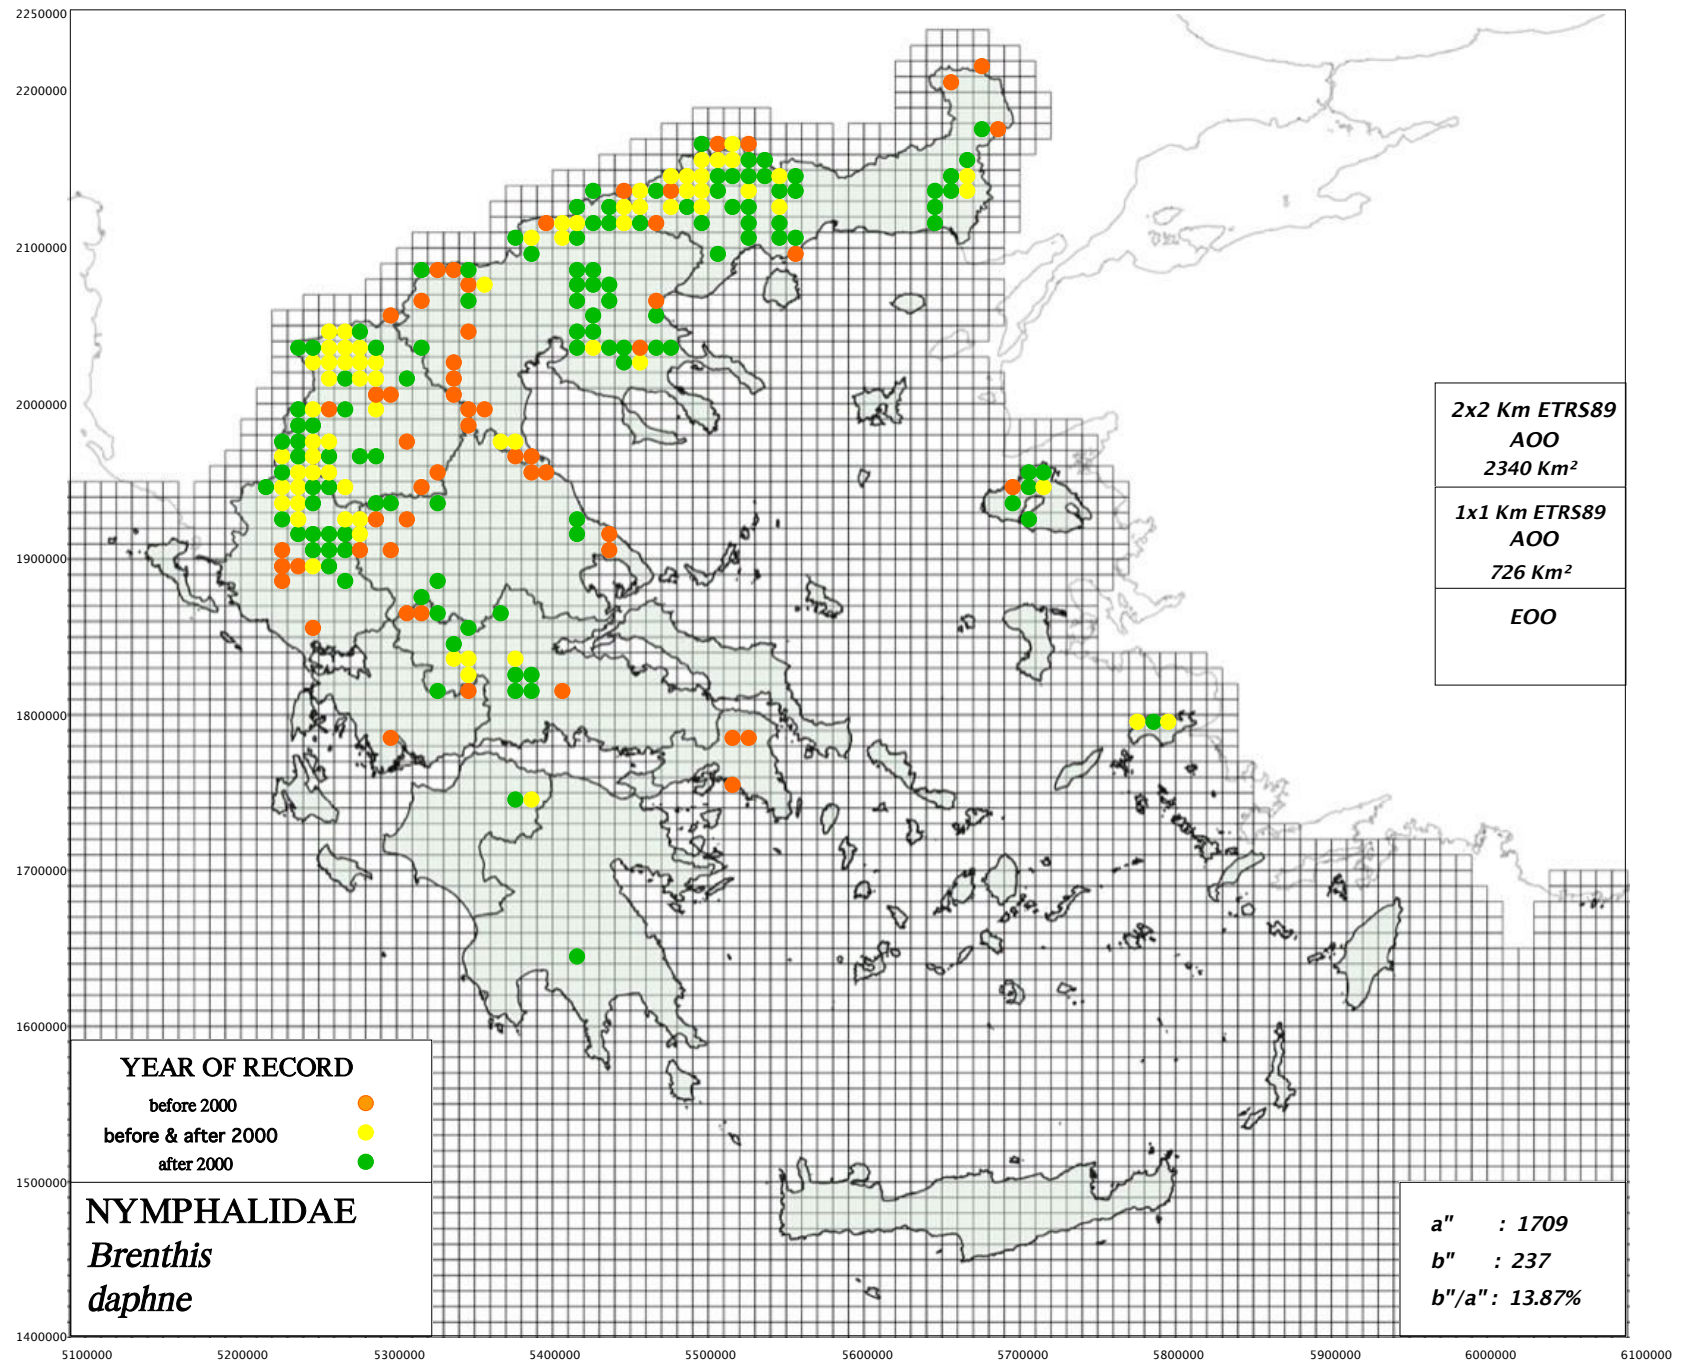 2250000
2200000
2100000
2000000
1900000
1800000
1700000
1600000
1500000
1400000
2x2 Km ETRS89
AOO
2340 Km²
1x1 Km ETRS89
AOO
726 Km²
EOO
YEAR OF RECORD
before 2000
before & after 2000
after 2000
NYMPHALIDAE
Brenthis
daphne
a" : 1709
b" : 237
b"/a" : 13.87%
5100000 5200000 5300000 5400000 5500000 5600000 5700000 5800000 5900000 6000000 6100000